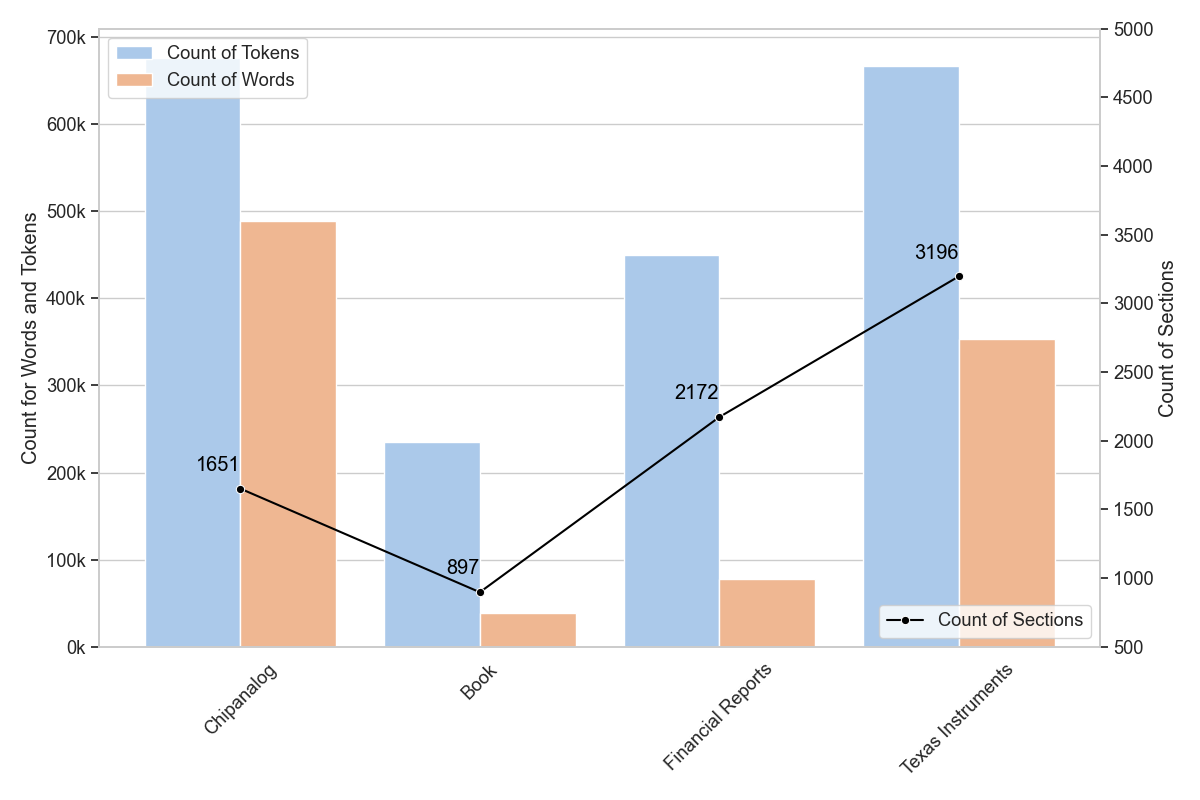 Count of Tokens
Count of Words
700k
600k
500k
400k
300k
200k
100k
0k
Count for Words and Tokens
1651
897
2172
3196
5000
4500
4000
3500
3000
2500
2000
1500
1000
500
Count of Sections
Count of Sections
Chipanalog
Book
Financial Reports
Texas Instruments